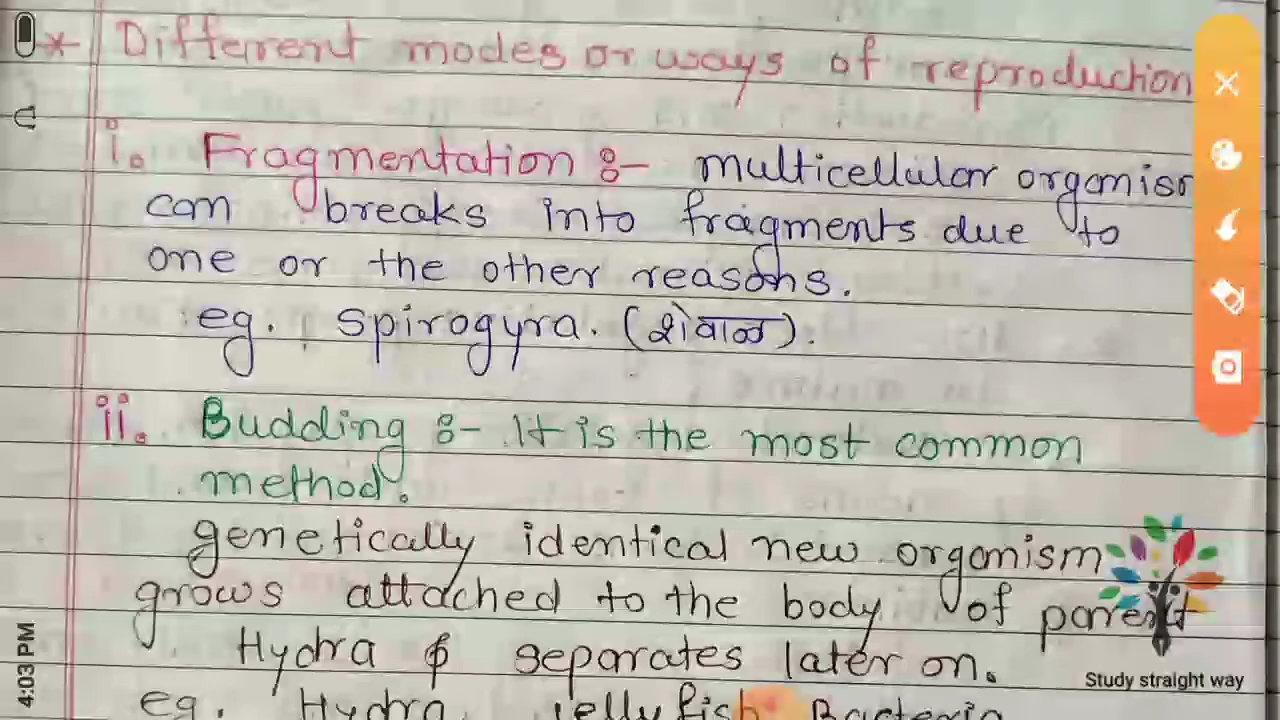 * Different modes or ways of reproduction
i. Fragmentation :- multicellular organism
can breaks into fragments due to
one or the other reasons.
eg. Spirogyra. (शेवाळ).
ii. Budding :- It is the most common
method.
genetically identical new organism
grows attached to the body of parent
Hydra & separates later on.
eg. Hydra, Jelly fish, Bacteria
4:03 PM
Study straight way